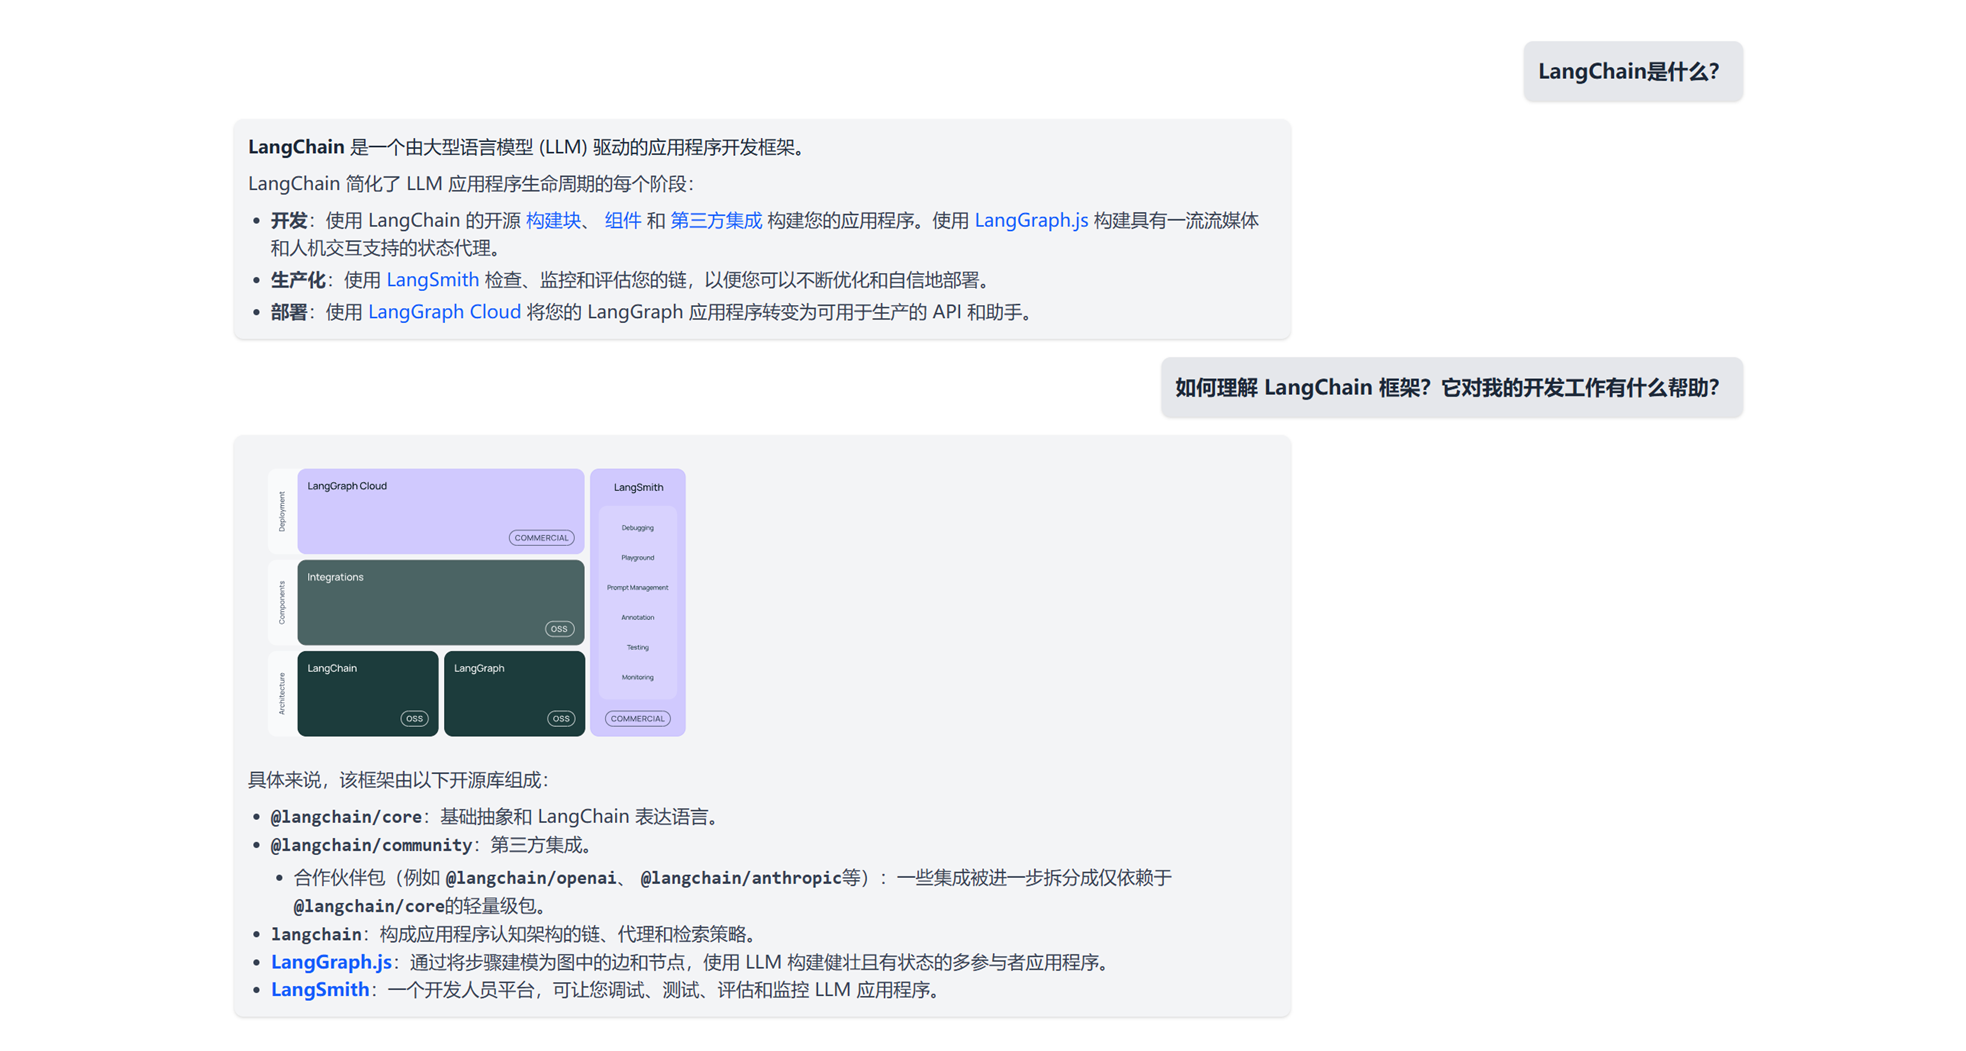 LangChain是什么？
LangChain 是一个由大型语言模型 (LLM) 驱动的应用程序开发框架。
LangChain 简化了 LLM 应用程序生命周期的每个阶段：
• 开发：使用 LangChain 的开源 构建块、 组件 和 第三方集成 构建您的应用程序。使用 LangGraph.js 构建具有一流流媒体
和人机交互支持的状态代理。
• 生产化：使用 LangSmith 检查、监控和评估您的链，以便您可以不断优化和自信地部署。
• 部署：使用 LangGraph Cloud 将您的 LangGraph 应用程序转变为可用于生产的 API 和助手。
如何理解 LangChain 框架？它对我的开发工作有什么帮助？
Deployment
LangGraph Cloud
COMMERCIAL
Components
Integrations
OSS
Architecture
LangChain
OSS
LangGraph
OSS
LangSmith
Debugging
Playground
Prompt Management
Annotation
Testing
Monitoring
COMMERCIAL
具体来说，该框架由以下开源库组成：
• @langchain/core：基础抽象和 LangChain 表达语言。
• @langchain/community：第三方集成。
• 合作伙伴包（例如 @langchain/openai、 @langchain/anthropic等）：一些集成被进一步拆分成仅依赖于
@langchain/core的轻量级包。
• langchain：构成应用程序认知架构的链、代理和检索策略。
• LangGraph.js：通过将步骤建模为图中的边和节点，使用 LLM 构建健壮且有状态的多参与者应用程序。
• LangSmith：一个开发人员平台，可让您调试、测试、评估和监控 LLM 应用程序。